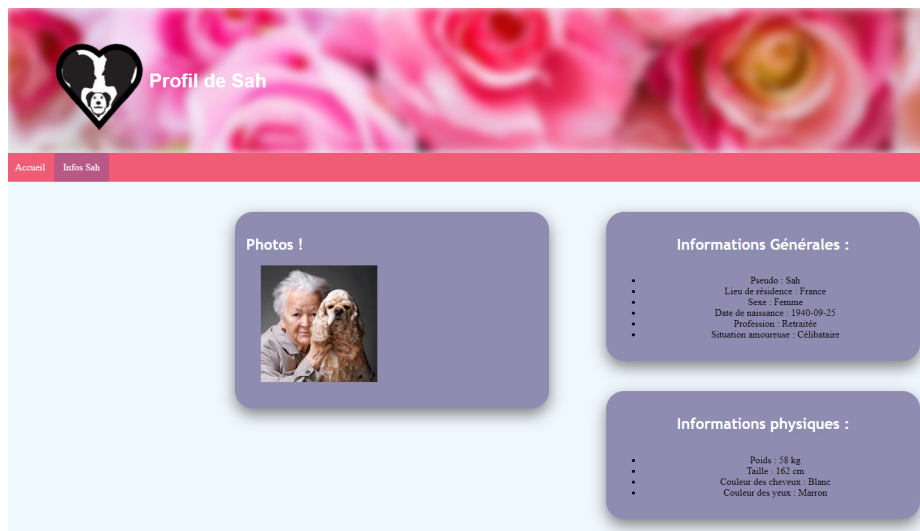 Profil de Sah
Accueil
Infos Sah
Photos !
Informations Générales :
Pseudo : Sah
Lieu de résidence : France
Sexe : Femme
Date de naissance : 1940-09-25
Profession : Retraitée
Situation amoureuse : Célibataire
Informations physiques :
Poids : 58 kg
Taille : 162 cm
Couleur des cheveux : Blanc
Couleur des yeux : Marron